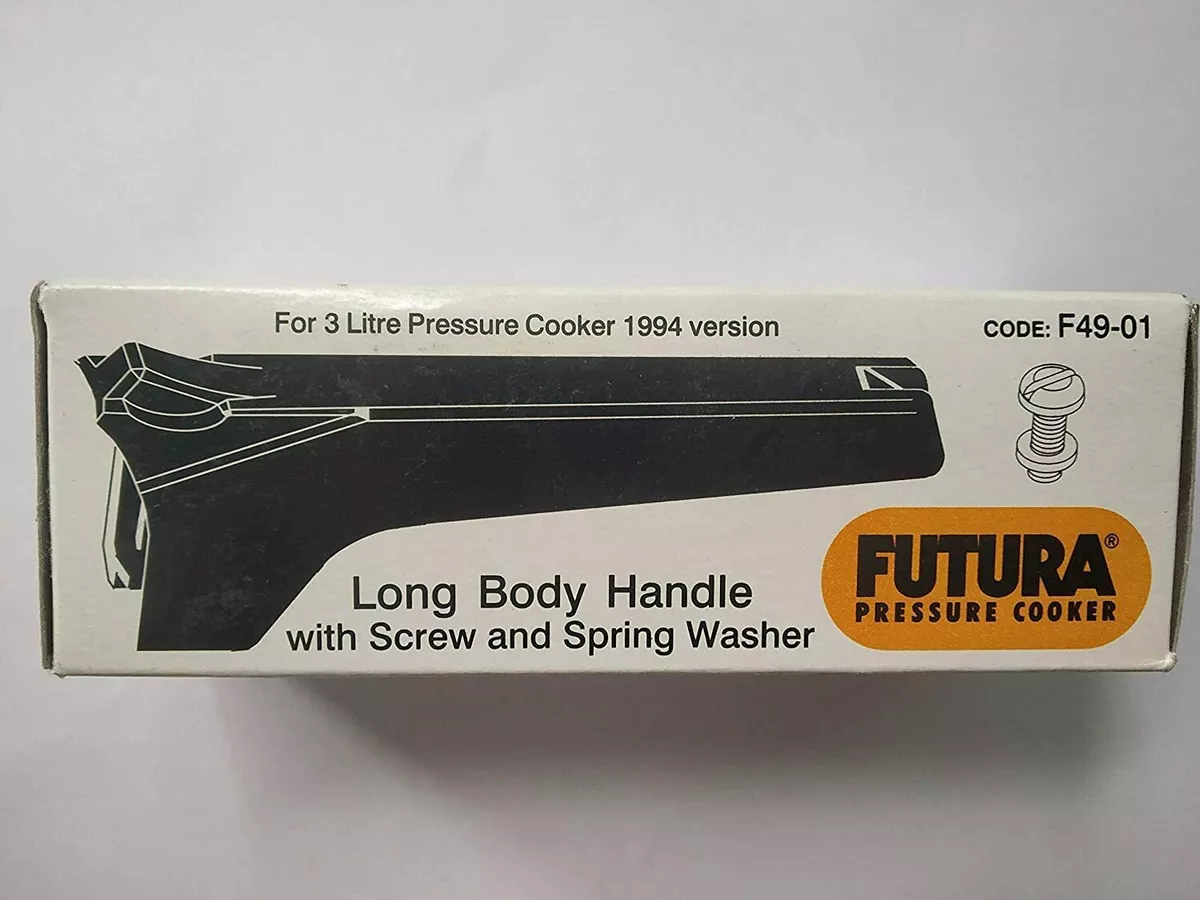 For 3 Litre Pressure Cooker 1994 version
CODE: F49-01
FUTURA®
PRESSURE COOKER
Long Body Handle
with Screw and Spring Washer